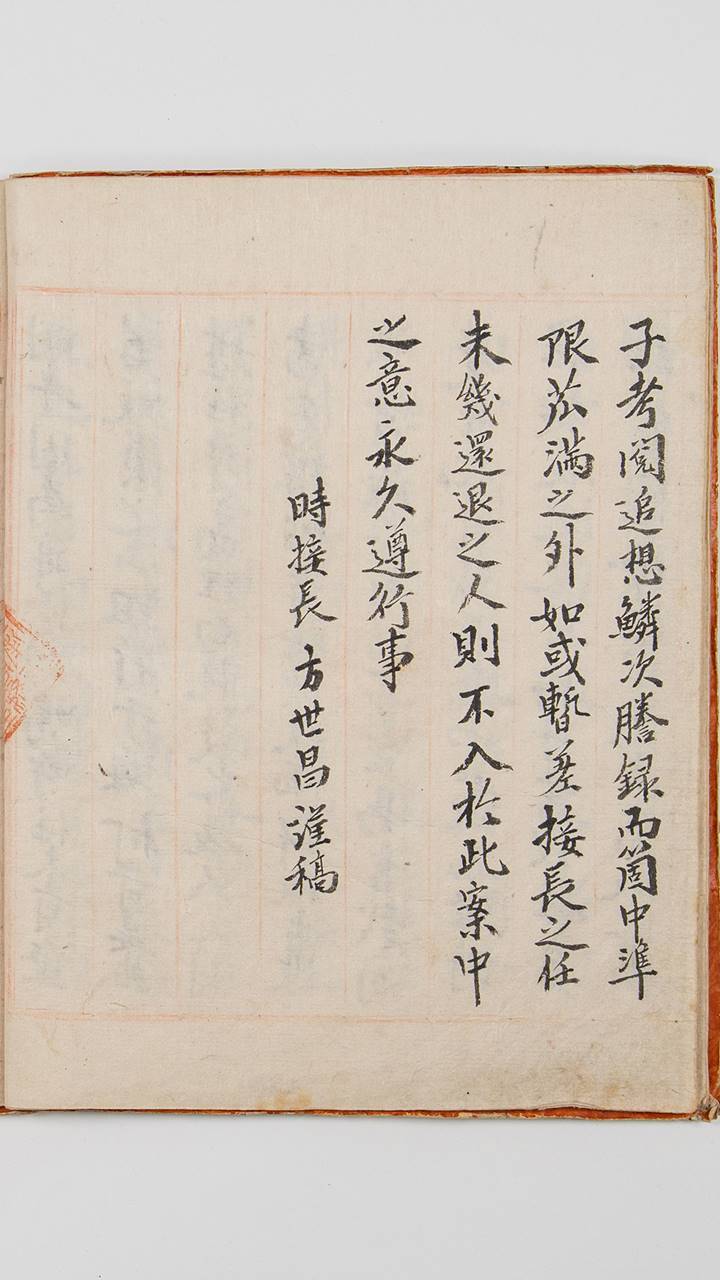 子考閱追想鱗次謄録而箇中準
限苽滿之外如或暫差接長之任
未幾還退之人則不入於此案中
之意永久遵行事
時接長方世昌謹稿